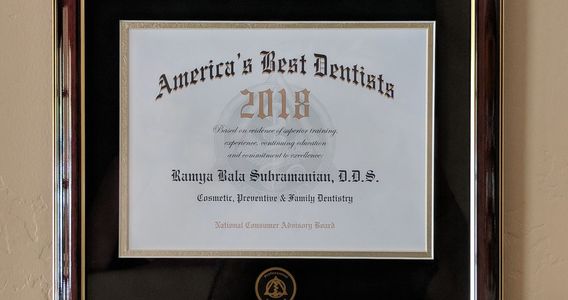 America's Best Dentists
2018
Based on evidence of superior training,
experience, continuing education
and commitment to excellence
Ramya Bala Subramanian, D.D.S.
Cosmetic, Preventive & Family Dentistry
National Consumer Advisory Board